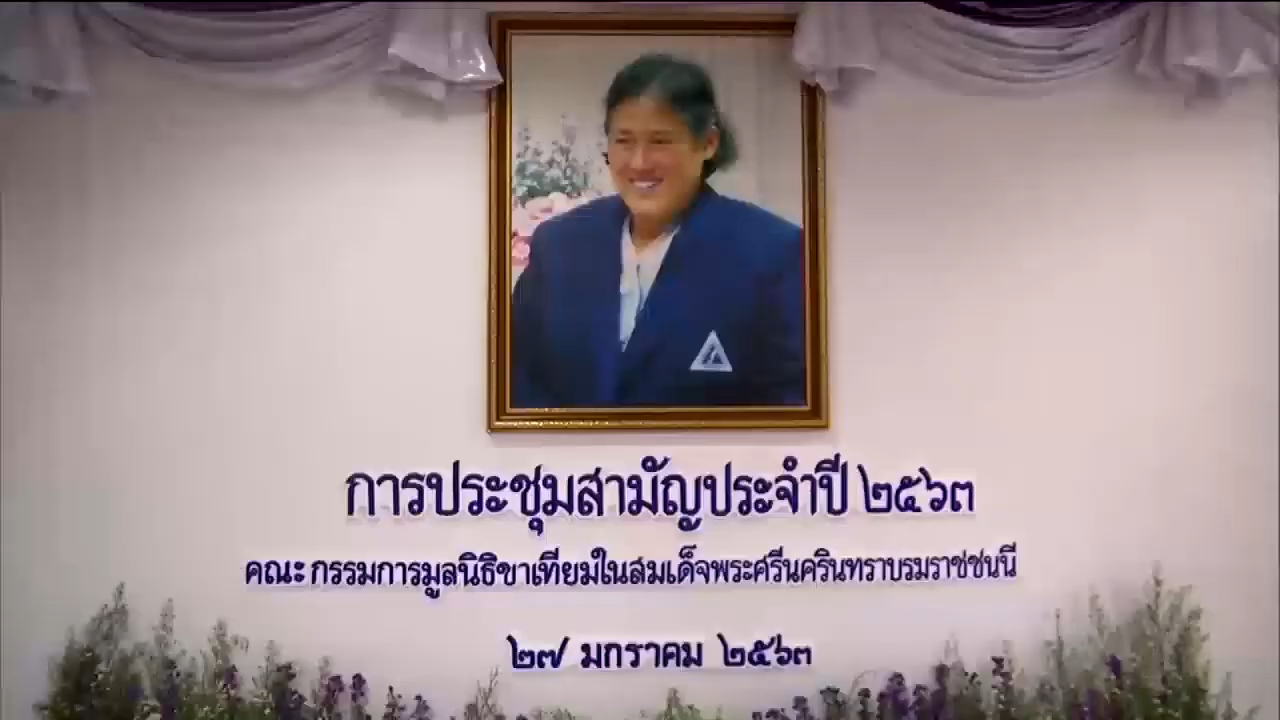 การประชุมสามัญประจำปี ๒๕๖๓
คณะกรรมการมูลนิธิขาเทียมในสมเด็จพระศรีนครินทราบรมราชชนนี
๒๗ มกราคม ๒๕๖๓